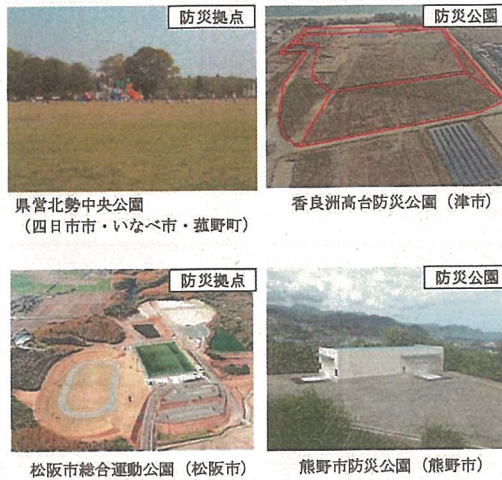 防災拠点
県営北勢中央公園
(四日市市・いなべ市・菰野町)
防災公園
香良洲高台防災公園(津市)
防災拠点
松阪市総合運動公園(松阪市)
防災公園
熊野市防災公園(熊野市)